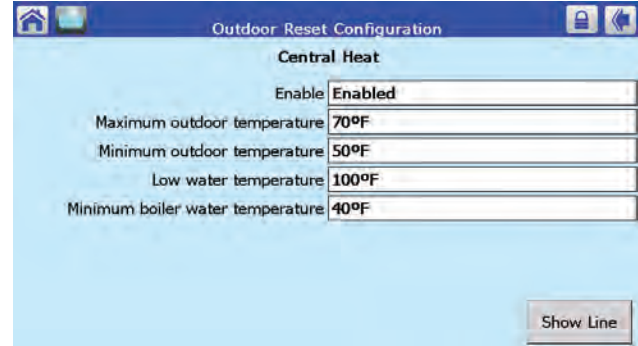 Outdoor Reset Configuration
Central Heat
Enable Enabled
Maximum outdoor temperature 70ºF
Minimum outdoor temperature 50ºF
Low water temperature 100ºF
Minimum boiler water temperature 40ºF
Show Line